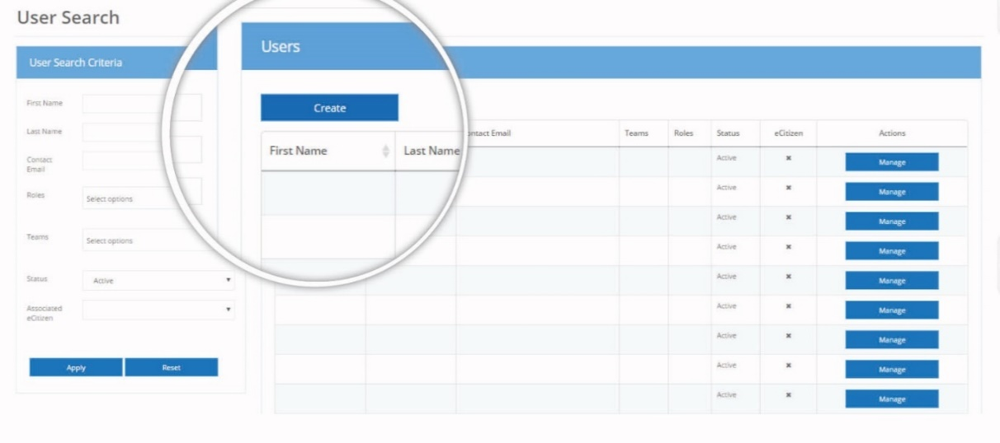 User Search
User Search Criteria
First Name
Last Name
Contact
Email
Roles
Select options
Teams
Select options
Status
Active
Associated
eCitizen
Apply
Reset
Users
Create
First Name
Last Name
ontact Email
Teams
Roles
Status
eCitizen
Actions
Active
Manage
Active
Manage
Active
Manage
Active
Manage
Active
Manage
Active
Manage
Active
Manage
Active
Manage
Active
Manage